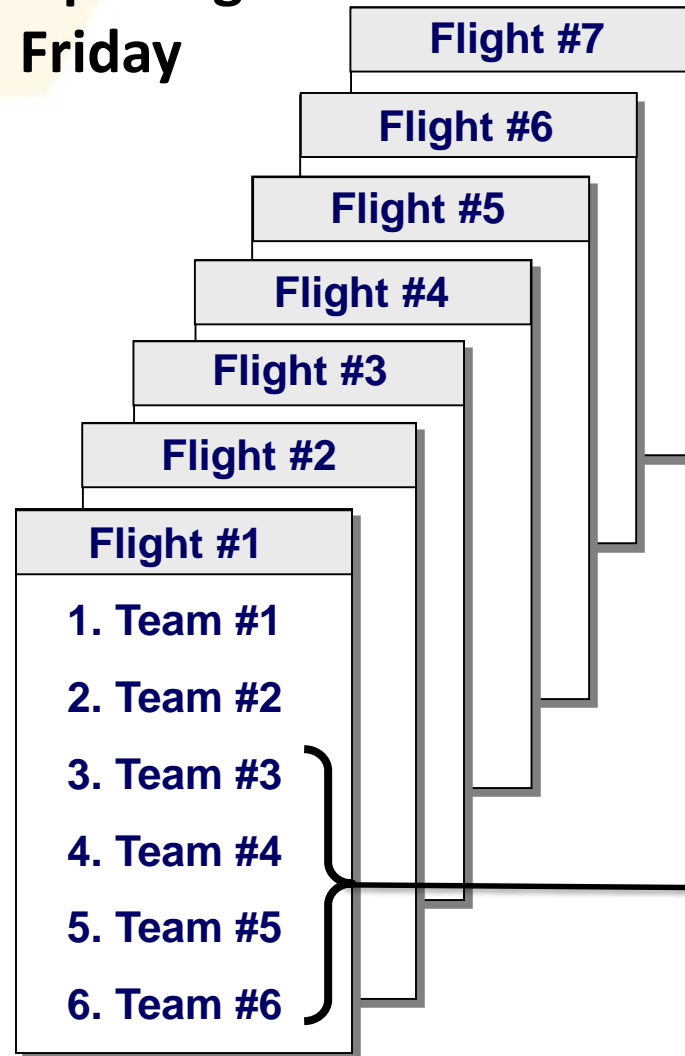 Friday
Flight #7
Flight #6
Flight #5
Flight #4
Flight #3
Flight #2
Flight #1
1. Team #1
2. Team #2
3. Team #3
4. Team #4
5. Team #5
6. Team #6